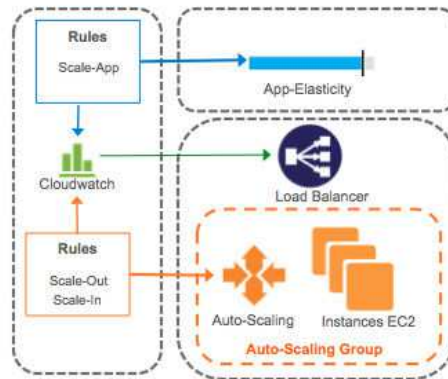 Rules
Scale-App
App-Elasticity
Cloudwatch
Load Balancer
Rules
Scale-Out
Scale-In
Auto-Scaling
Instances EC2
Auto-Scaling Group